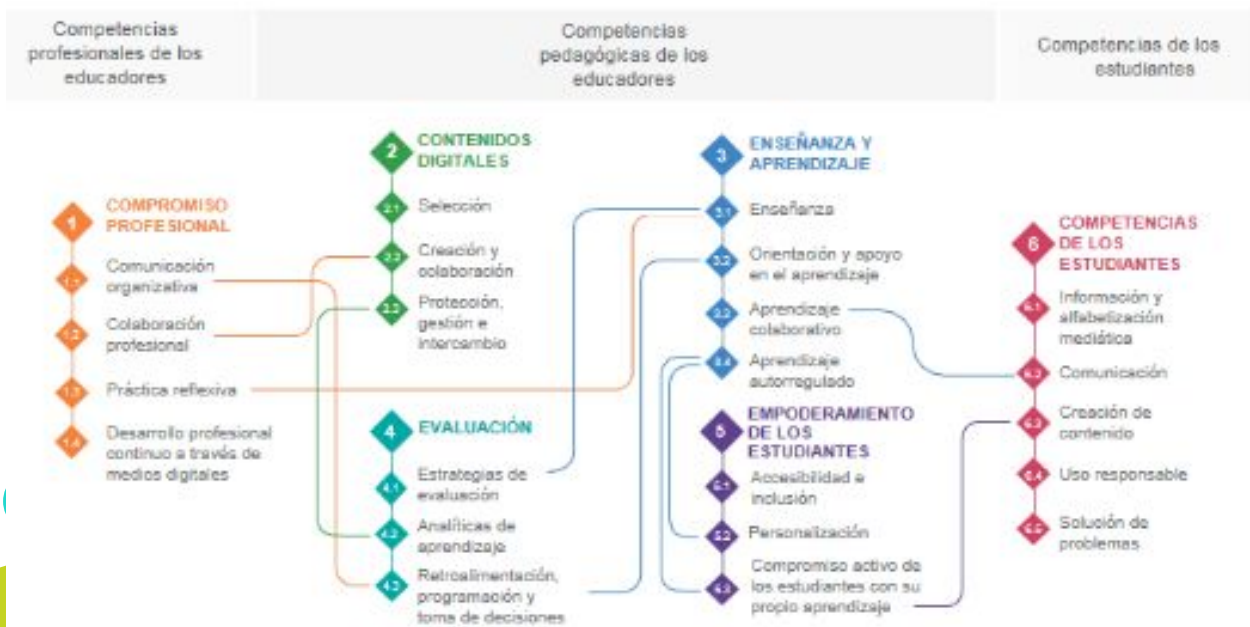 Competencias
profesionales de los
educadores
Competencias
pedagógicas de los
educadores
Competencias de los
estudiantes
1
COMPROMISO
PROFESIONAL
1.1
Comunicación
organizativa
1.2
Colaboración
profesional
1.3
Práctica reflexiva
1.4
Desarrollo profesional
continuo a través de
medios digitales
2
CONTENIDOS
DIGITALES
2.1
Selección
2.2
Creación y
colaboración
2.3
Protección,
gestión e
intercambio
4
EVALUACIÓN
4.1
Estrategias de
evaluación
4.2
Analíticas de
aprendizaje
4.3
Retroalimentación,
programación y
toma de decisiones
3
ENSEÑANZA Y
APRENDIZAJE
3.1
Enseñanza
3.2
Orientación y apoyo
en el aprendizaje
3.3
Aprendizaje
colaborativo
3.4
Aprendizaje
autorregulado
5
EMPODERAMIENTO
DE LOS
ESTUDIANTES
5.1
Accesibilidad e
inclusión
5.2
Personalización
5.3
Compromiso activo de
los estudiantes con su
propio aprendizaje
6
COMPETENCIAS
DE LOS
ESTUDIANTES
6.1
Información y
alfabetización
mediática
6.2
Comunicación
6.3
Creación de
contenido
6.4
Uso responsable
6.5
Solución de
problemas